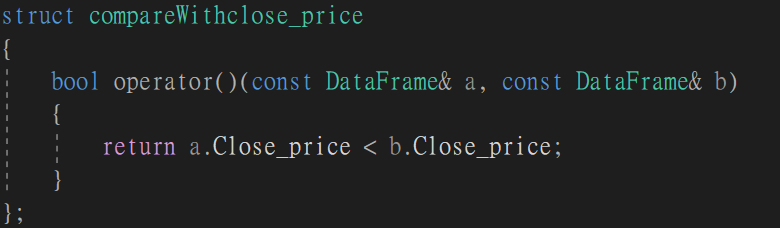 struct compareWithclose_price
{
    bool operator()(const DataFrame& a, const DataFrame& b)
    {
        return a.Close_price < b.Close_price;
    }
};